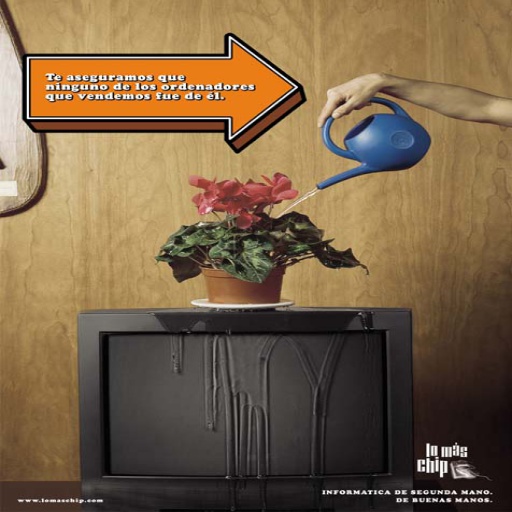 Te aseguramos que
ninguno de los ordenadores
que vendemos fue de él.
lo más
chip
INFORMATICA DE SEGUNDA MANO.
DE BUENAS MANOS.
www.lomaschip.com